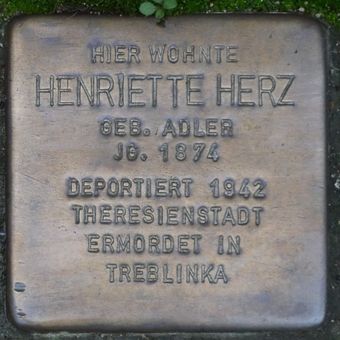 HIER WOHNTE
HENRIETTE HERZ
GEB. ADLER
JG. 1874
DEPORTIERT 1942
THERESIENSTADT
ERMORDET IN
TREBLINKA